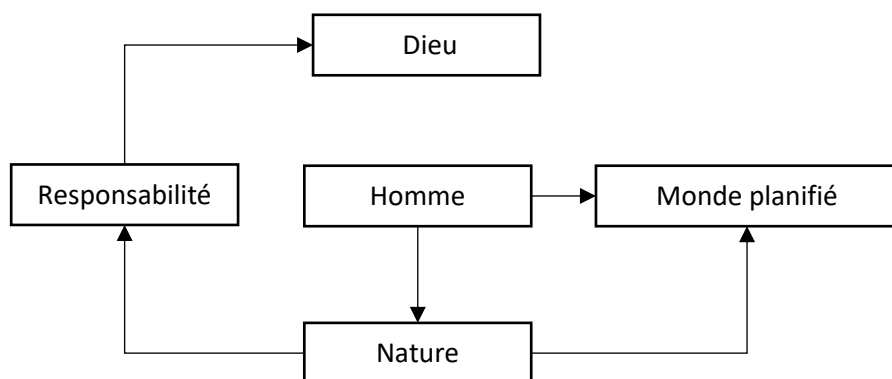 Dieu
Responsabilité
Homme
Monde planifié
Nature